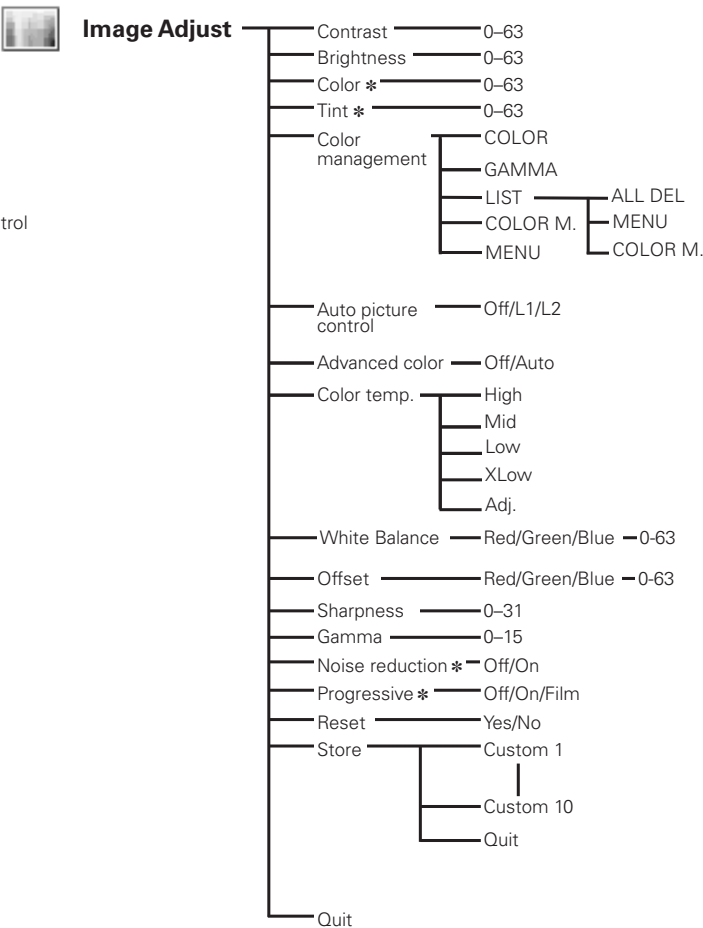 Image Adjust
Contrast 0–63
Brightness 0–63
Color ✻ 0–63
Tint ✻ 0–63
Color management
COLOR
GAMMA
LIST
ALL DEL
MENU
COLOR M.
COLOR M.
MENU
trol
Auto picture control Off/L1/L2
Advanced color Off/Auto
Color temp. High
Mid
Low
XLow
Adj.
White Balance Red/Green/Blue 0-63
Offset Red/Green/Blue 0-63
Sharpness 0–31
Gamma 0–15
Noise reduction ✻ Off/On
Progressive ✻ Off/On/Film
Reset Yes/No
Store Custom 1
Custom 10
Quit
Quit